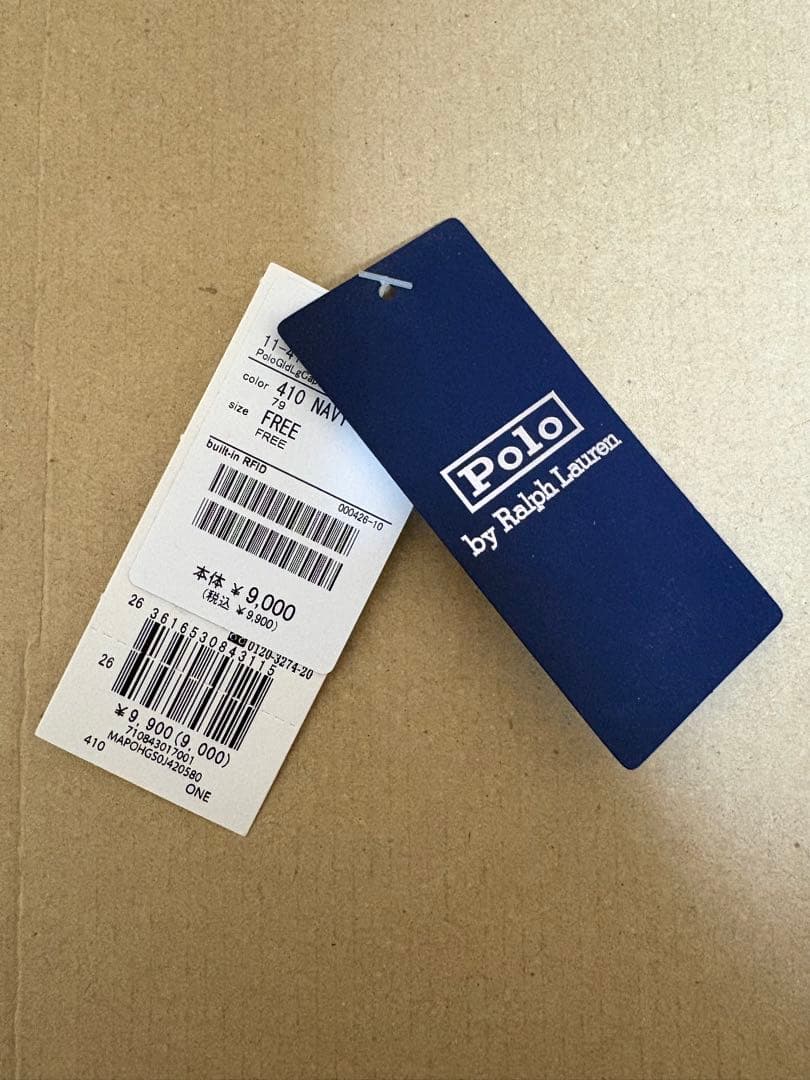 11-41
PoloGldLgCap
color 410 NAVY
79
size FREE
FREE
built-in RFID
000426-10
本体 ¥9,000
(税込 ¥9,900)
0120-3274-20
26 3616530843115
26
¥9,900(9,000)
710843017001
MAPOHGS0J420580
410 ONE
Polo
by Ralph Lauren